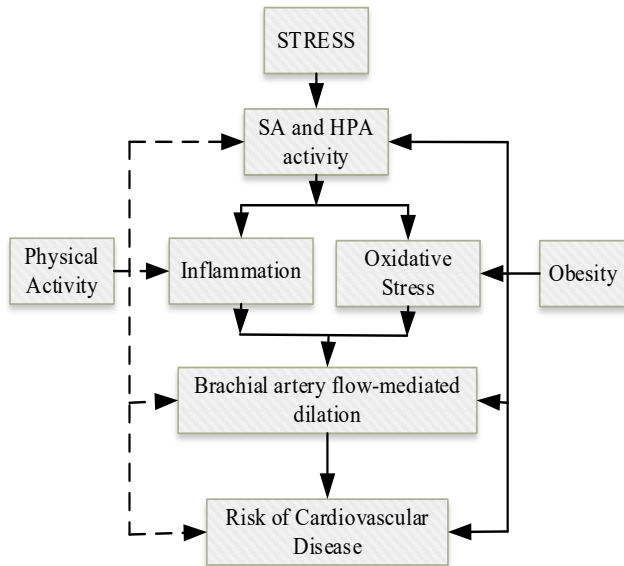 STRESS
SA and HPA
activity
Physical
Activity
Inflammation
Oxidative
Stress
Obesity
Brachial artery flow-mediated
dilation
Risk of Cardiovascular
Disease